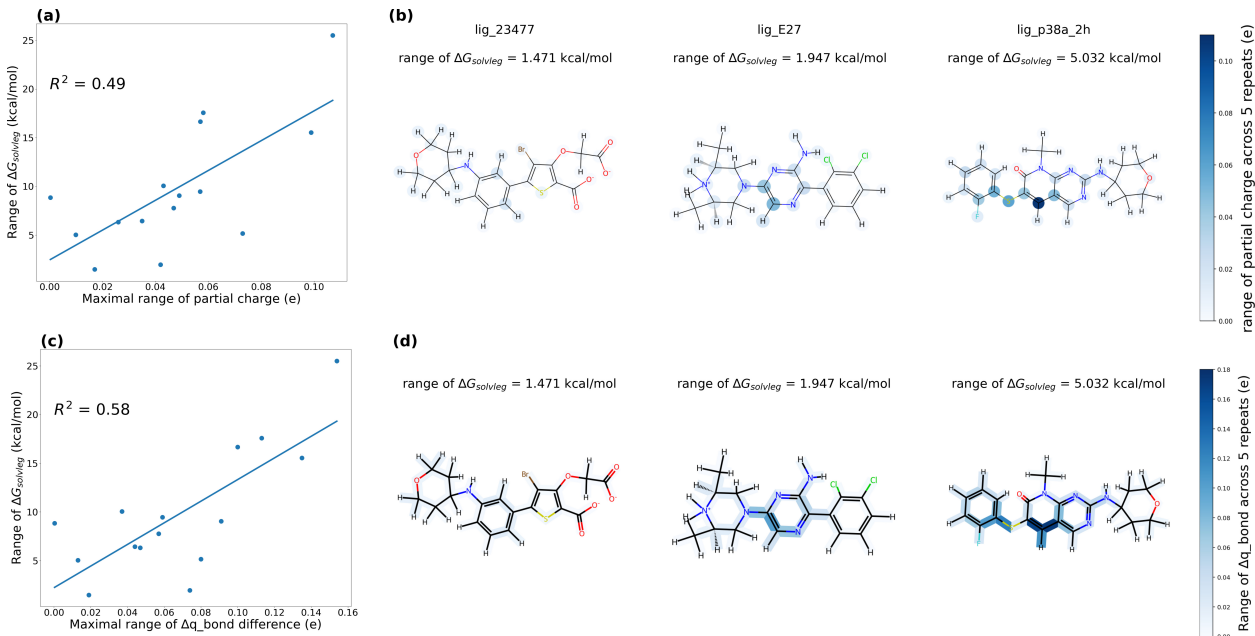 (a)
Range of ΔG_solvleg (kcal/mol)
25
20
15
10
5
R² = 0.49
0.00 0.02 0.04 0.06 0.08 0.10
Maximal range of partial charge (e)
(b)
lig_23477
range of ΔG_solvleg = 1.471 kcal/mol
lig_E27
range of ΔG_solvleg = 1.947 kcal/mol
lig_p38a_2h
range of ΔG_solvleg = 5.032 kcal/mol
0.10
0.08
0.06
0.04
0.02
0.00
range of partial charge across 5 repeats (e)
(c)
Range of ΔG_solvleg (kcal/mol)
25
20
15
10
5
R² = 0.58
0.00 0.02 0.04 0.06 0.08 0.10 0.12 0.14 0.16
Maximal range of Δq_bond difference (e)
(d)
range of ΔG_solvleg = 1.471 kcal/mol
range of ΔG_solvleg = 1.947 kcal/mol
range of ΔG_solvleg = 5.032 kcal/mol
0.18
0.16
0.14
0.12
0.10
0.08
0.06
0.04
0.02
0.00
Range of Δq_bond across 5 repeats (e)